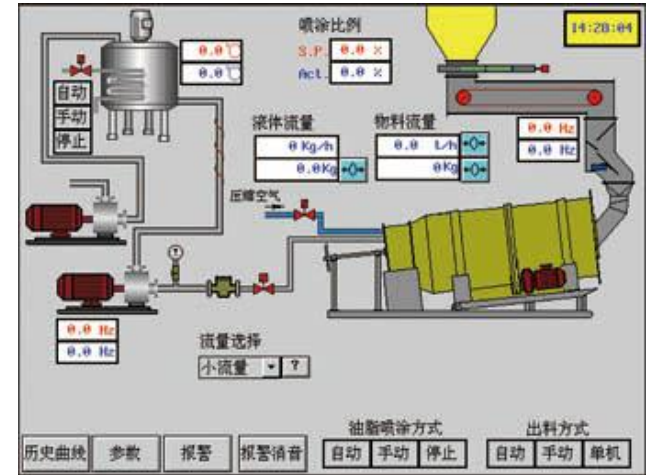 喷涂比例
14:28:04
0.0℃
S.P. 0.0 %
0.0℃
Act. 0.0 %
自动
手动
停止
液体流量
物料流量
0 Kg/h
0.0 L/h
0.0 Hz
0.0Kg
0Kg
0.0 Hz
压缩空气
0.0 Hz
0.0 Hz
流量选择
小流量
?
油脂喷涂方式
出料方式
历史曲线
参数
报警
报警消音
自动
手动
停止
自动
手动
单机